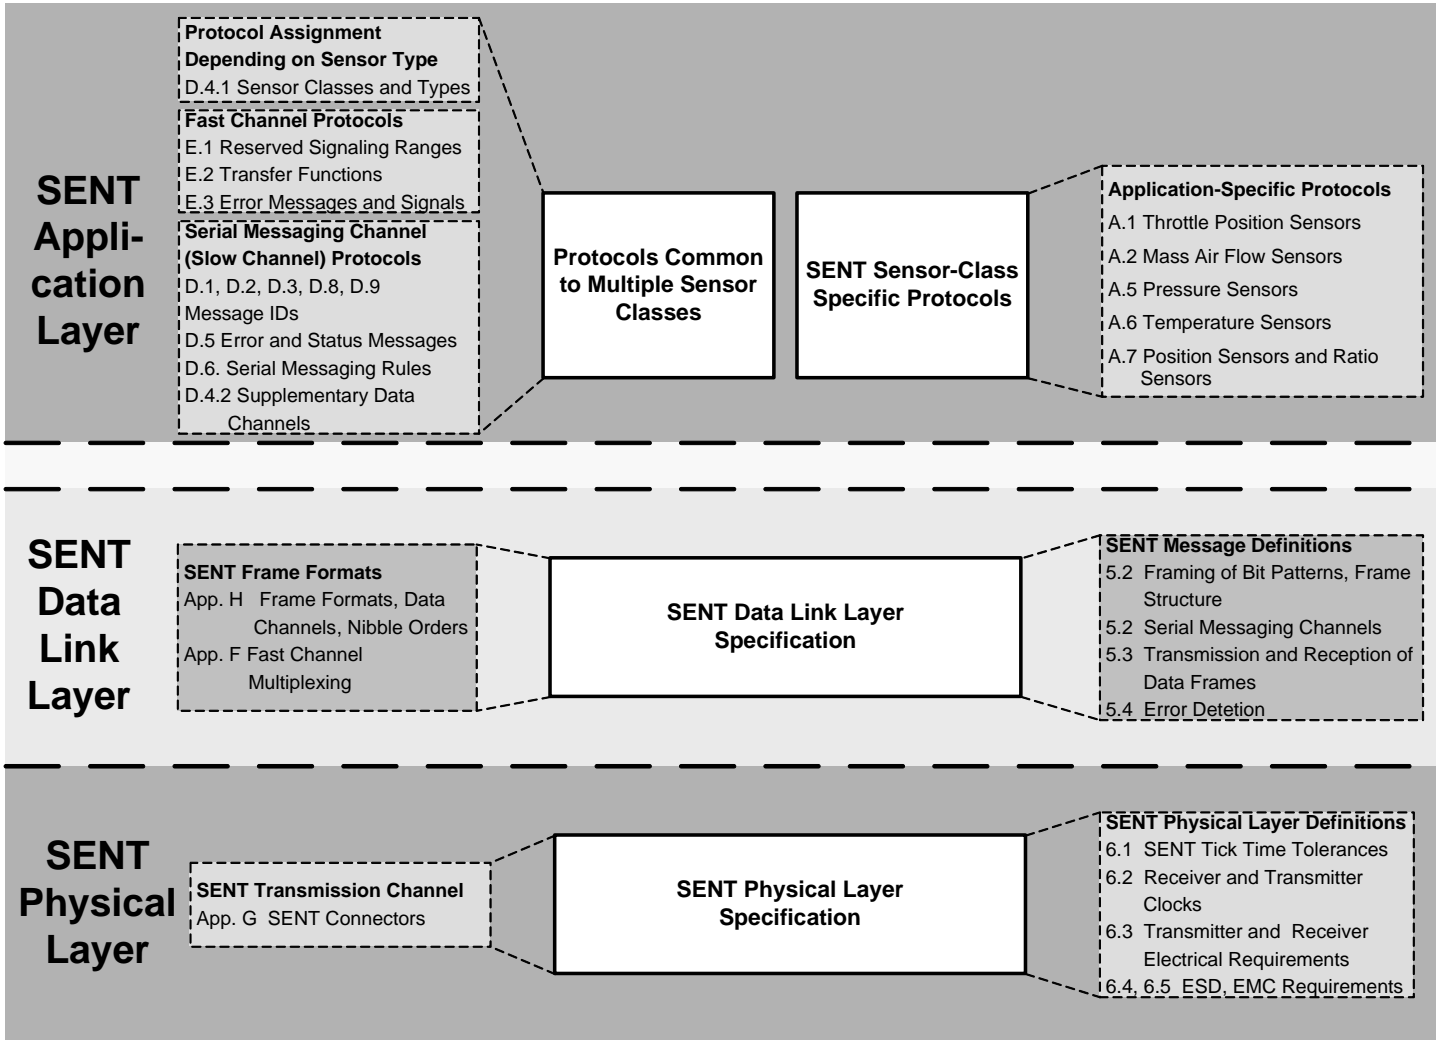 SENT
Appli-
cation
Layer
Protocol Assignment
Depending on Sensor Type
D.4.1 Sensor Classes and Types
Fast Channel Protocols
E.1 Reserved Signaling Ranges
E.2 Transfer Functions
E.3 Error Messages and Signals
Serial Messaging Channel
(Slow Channel) Protocols
D.1, D.2, D.3, D.8, D.9
Message IDs
D.5 Error and Status Messages
D.6. Serial Messaging Rules
D.4.2 Supplementary Data
Channels
Protocols Common
to Multiple Sensor
Classes
SENT Sensor-Class
Specific Protocols
Application-Specific Protocols
A.1 Throttle Position Sensors
A.2 Mass Air Flow Sensors
A.5 Pressure Sensors
A.6 Temperature Sensors
A.7 Position Sensors and Ratio
Sensors
SENT
Data
Link
Layer
SENT Frame Formats
App. H Frame Formats, Data
Channels, Nibble Orders
App. F Fast Channel
Multiplexing
SENT Data Link Layer
Specification
SENT Message Definitions
5.2 Framing of Bit Patterns, Frame
Structure
5.2 Serial Messaging Channels
5.3 Transmission and Reception of
Data Frames
5.4 Error Detetion
SENT
Physical
Layer
SENT Transmission Channel
App. G SENT Connectors
SENT Physical Layer
Specification
SENT Physical Layer Definitions
6.1 SENT Tick Time Tolerances
6.2 Receiver and Transmitter
Clocks
6.3 Transmitter and Receiver
Electrical Requirements
6.4, 6.5 ESD, EMC Requirements